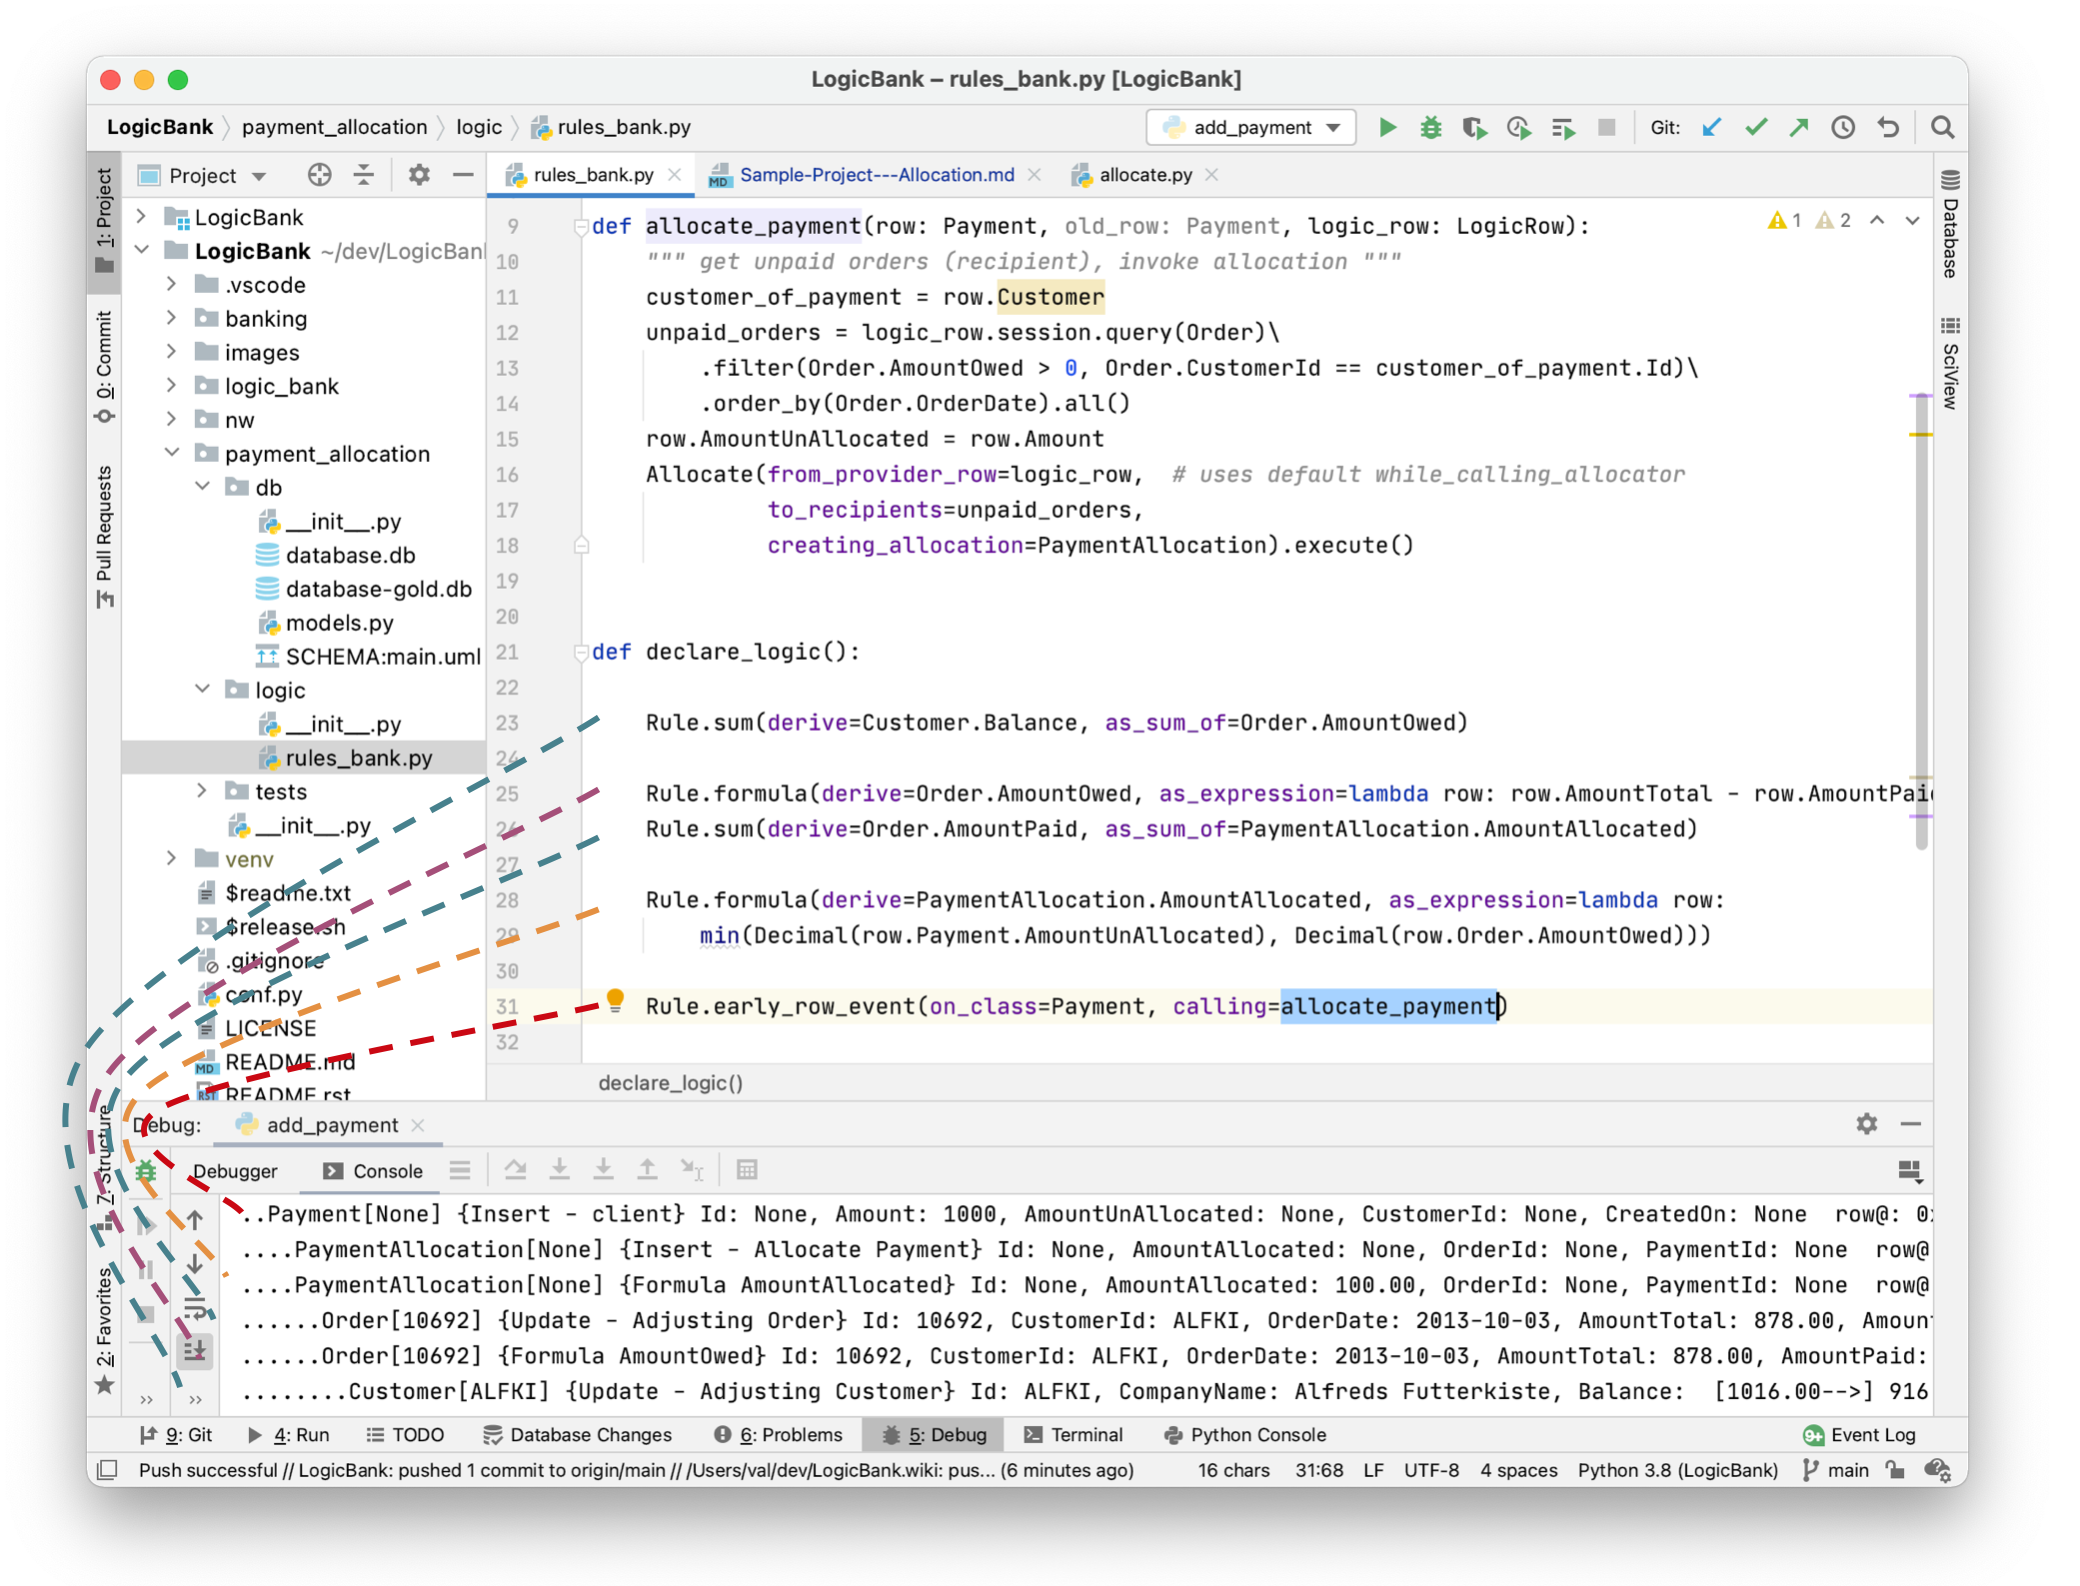 LogicBank – rules_bank.py [LogicBank]
LogicBank payment_allocation logic rules_bank.py
add_payment
Git:
1: Project
0: Commit
Pull Requests
7: Structure
2: Favorites
Project
LogicBank
LogicBank ~/dev/LogicBank
.vscode
banking
images
logic_bank
nw
payment_allocation
db
__init__.py
database.db
database-gold.db
models.py
SCHEMA:main.uml
logic
__init__.py
rules_bank.py
tests
__init__.py
venv
$readme.txt
$release.sh
.gitignore
conf.py
LICENSE
README.md
README.rst
rules_bank.py Sample-Project---Allocation.md allocate.py
1 2
9 def allocate_payment(row: Payment, old_row: Payment, logic_row: LogicRow):
10 """ get unpaid orders (recipient), invoke allocation """
11 customer_of_payment = row.Customer
12 unpaid_orders = logic_row.session.query(Order)\
13 .filter(Order.AmountOwed > 0, Order.CustomerId == customer_of_payment.Id)\
14 .order_by(Order.OrderDate).all()
15 row.AmountUnAllocated = row.Amount
16 Allocate(from_provider_row=logic_row, # uses default while_calling_allocator
17 to_recipients=unpaid_orders,
18 creating_allocation=PaymentAllocation).execute()
19
20
21 def declare_logic():
22
23 Rule.sum(derive=Customer.Balance, as_sum_of=Order.AmountOwed)
24
25 Rule.formula(derive=Order.AmountOwed, as_expression=lambda row: row.AmountTotal - row.AmountPaid
26 Rule.sum(derive=Order.AmountPaid, as_sum_of=PaymentAllocation.AmountAllocated)
27
28 Rule.formula(derive=PaymentAllocation.AmountAllocated, as_expression=lambda row:
29 min(Decimal(row.Payment.AmountUnAllocated), Decimal(row.Order.AmountOwed)))
30
31 Rule.early_row_event(on_class=Payment, calling=allocate_payment)
32
declare_logic()
Database
SciView
Debug: add_payment
Debugger Console
..Payment[None] {Insert - client} Id: None, Amount: 1000, AmountUnAllocated: None, CustomerId: None, CreatedOn: None row@: 0
....PaymentAllocation[None] {Insert - Allocate Payment} Id: None, AmountAllocated: None, OrderId: None, PaymentId: None row@
....PaymentAllocation[None] {Formula AmountAllocated} Id: None, AmountAllocated: 100.00, OrderId: None, PaymentId: None row@
......Order[10692] {Update - Adjusting Order} Id: 10692, CustomerId: ALFKI, OrderDate: 2013-10-03, AmountTotal: 878.00, Amoun
......Order[10692] {Formula AmountOwed} Id: 10692, CustomerId: ALFKI, OrderDate: 2013-10-03, AmountTotal: 878.00, AmountPaid:
........Customer[ALFKI] {Update - Adjusting Customer} Id: ALFKI, CompanyName: Alfreds Futterkiste, Balance: [1016.00-->] 916
9: Git 4: Run TODO Database Changes 6: Problems 5: Debug Terminal Python Console 9+ Event Log
Push successful // LogicBank: pushed 1 commit to origin/main // /Users/val/dev/LogicBank.wiki: pus... (6 minutes ago) 16 chars 31:68 LF UTF-8 4 spaces Python 3.8 (LogicBank) main